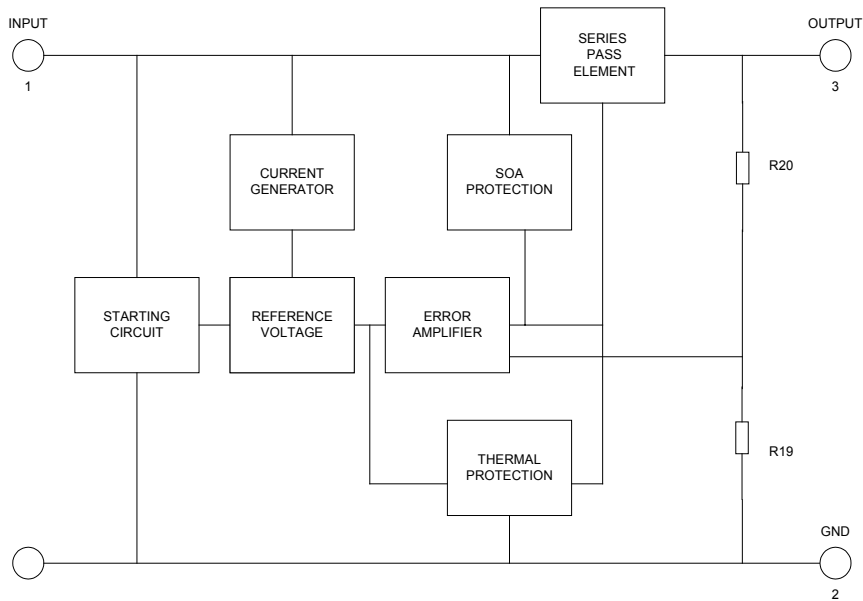 INPUT
1
SERIES
PASS
ELEMENT
OUTPUT
3
CURRENT
GENERATOR
SOA
PROTECTION
R20
STARTING
CIRCUIT
REFERENCE
VOLTAGE
ERROR
AMPLIFIER
THERMAL
PROTECTION
R19
GND
2